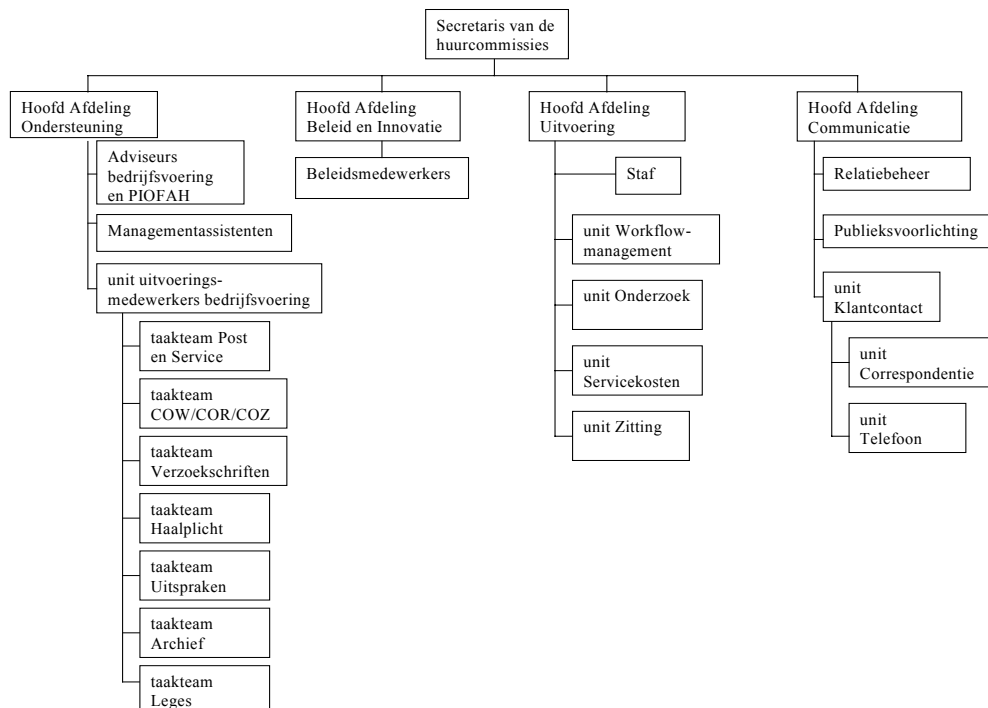 Secretaris van de
huurcommissies
Hoofd Afdeling
Ondersteuning
Hoofd Afdeling
Beleid en Innovatie
Hoofd Afdeling
Uitvoering
Hoofd Afdeling
Communicatie
Adviseurs
bedrijfsvoering
en PIOFAH
Managementassistenten
unit uitvoerings-
medewerkers bedrijfsvoering
taakteam Post
en Service
taakteam
COW/COR/COZ
taakteam
Verzoekschriften
taakteam
Haalplicht
taakteam
Uitspraken
taakteam
Archief
taakteam
Leges
Beleidsmedewerkers
Staf
unit Workflow-
management
unit Onderzoek
unit
Servicekosten
unit Zitting
Relatiebeheer
Publieksvoorlichting
unit
Klantcontact
unit
Correspondentie
unit
Telefoon